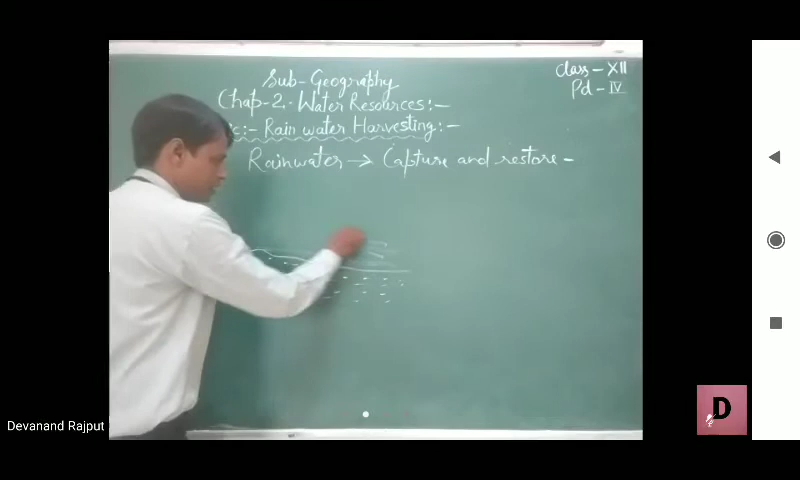 Class - XII
Sub- Geography
Pd - IV
Chap-2.- Water Resources:-
:- Rain water Harvesting:-
Rainwater → Capture and restore -
Devanand Rajput
D